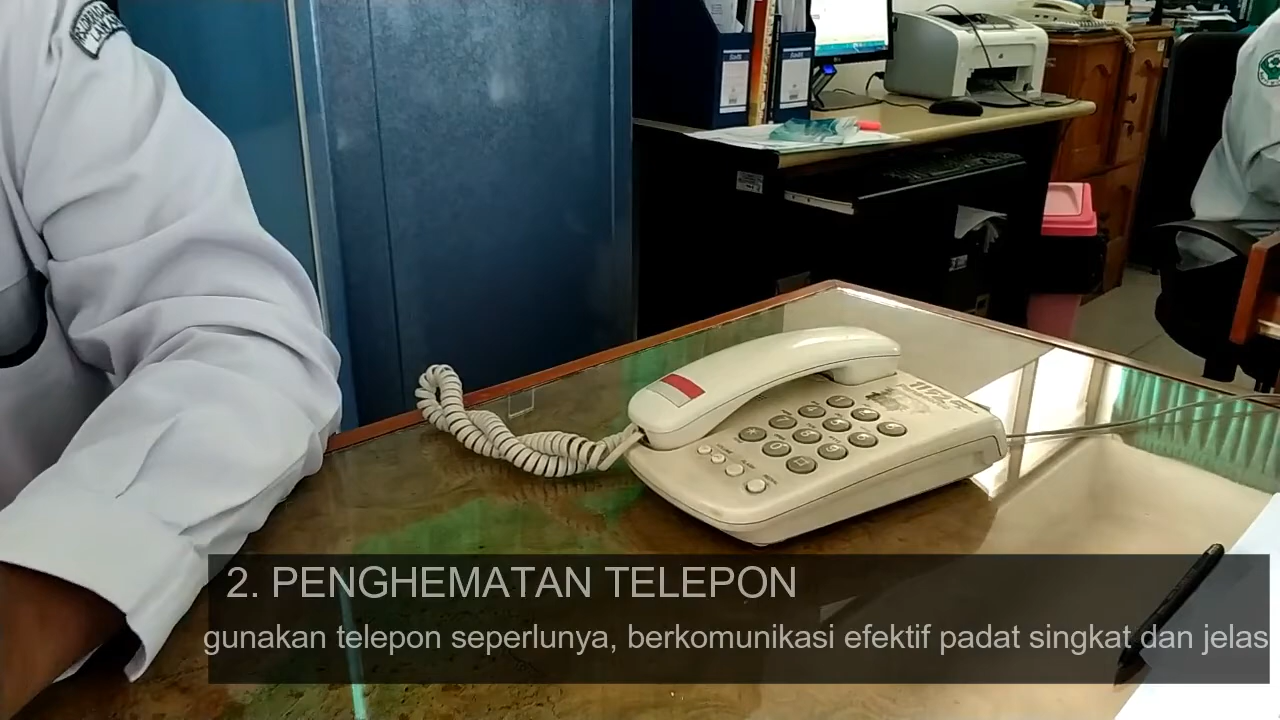 2. PENGHEMATAN TELEPON
gunakan telepon seperlunya, berkomunikasi efektif padat singkat dan jelas